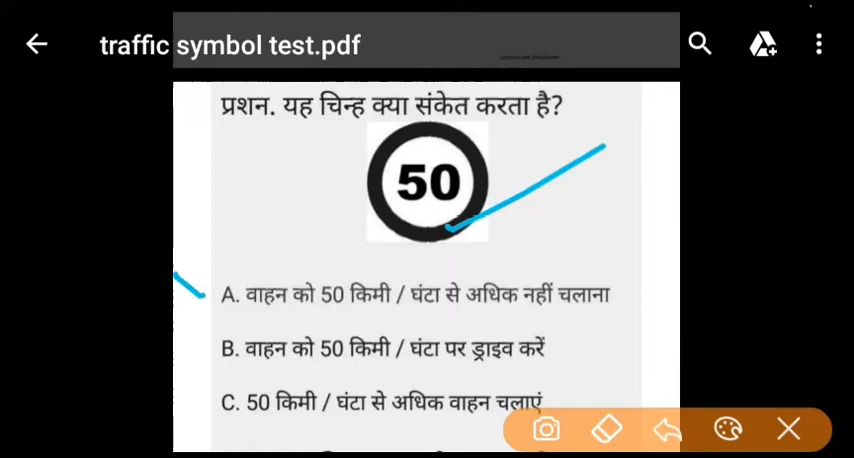 traffic symbol test.pdf
प्रशन. यह चिन्ह क्या संकेत करता है?
50
A. वाहन को 50 किमी / घंटा से अधिक नहीं चलाना
B. वाहन को 50 किमी / घंटा पर ड्राइव करें
C. 50 किमी / घंटा से अधिक वाहन चलाएं